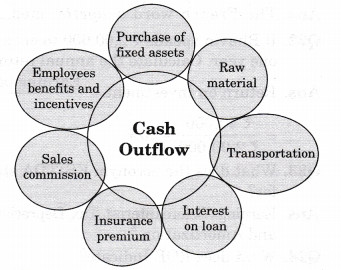 Purchase of
fixed assets
Employees
benefits and
incentives
Raw
material
Cash
Outflow
Transportation
Sales
commission
Interest
on loan
Insurance
premium